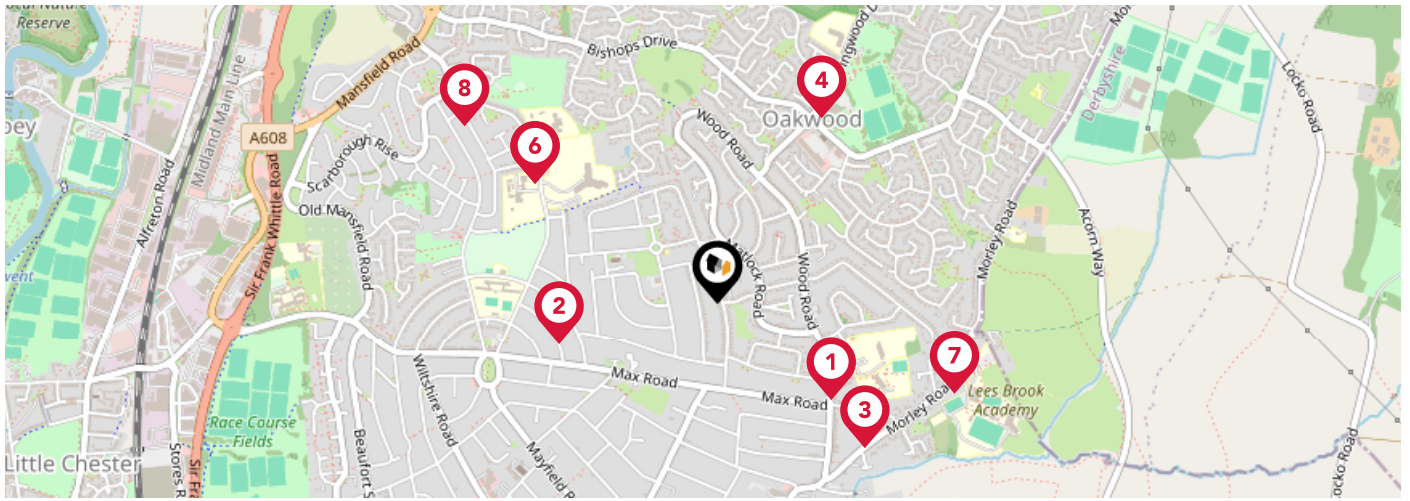 Reserve
Mansfield Road
Bishops Drive
Derbyshire
Locko Road
8
4
Oakwood
Midland Main Line
A608
6
Wood Road
Scarborough Rise
Alfreton Road
Old Mansfield Road
Sir Frank Whittle Road
Morley Road
Acorn Way
Matlock Road
Wood Road
2
1
7
Max Road
Max Road
3
Morley Road
Lees Brook
Academy
Wiltshire Road
Race Course
Fields
Little Chester
Stores R
Sir F
Beaufort S
Mayfield R
Locko Road